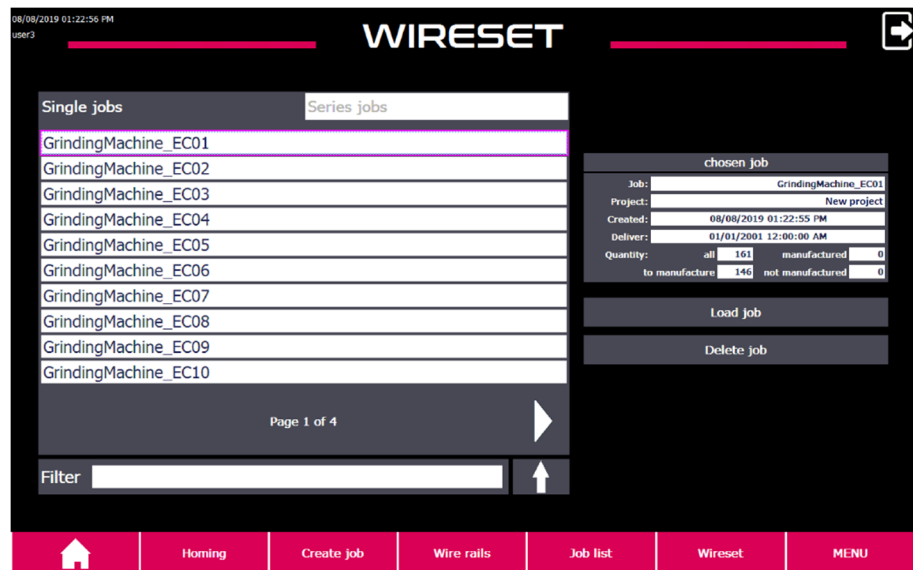 08/08/2019 01:22:56 PM
user3
WIRESET
Single jobs
Series jobs
GrindingMachine_EC01
GrindingMachine_EC02
GrindingMachine_EC03
GrindingMachine_EC04
GrindingMachine_EC05
GrindingMachine_EC06
GrindingMachine_EC07
GrindingMachine_EC08
GrindingMachine_EC09
GrindingMachine_EC10
Page 1 of 4
Filter
chosen job
Job: GrindingMachine_EC01
Project: New project
Created: 08/08/2019 01:22:55 PM
Deliver: 01/01/2001 12:00:00 AM
Quantity: all 161 manufactured 0
to manufacture 146 not manufactured 0
Load job
Delete job
Homing
Create job
Wire rails
Job list
Wireset
MENU